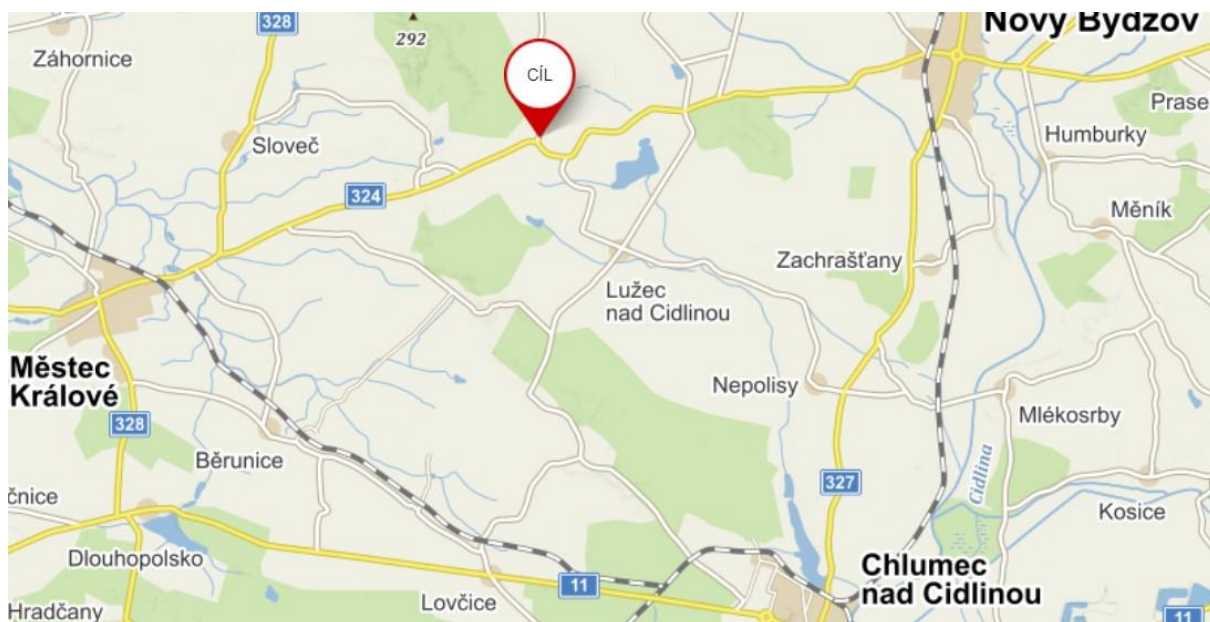 328
Nový Bydžov
292
Záhornice
CÍL
Prase
Humburky
Sloveč
324
Měník
Zachrašťany
Lužec
nad Cidlinou
Městec
Králové
Nepolisy
Mlékosrby
328
Běrunice
327
Cidlina
čnice
Kosice
Dlouhopolsko
Chlumec
nad Cidlinou
11
Lovčice
Hradčany
11